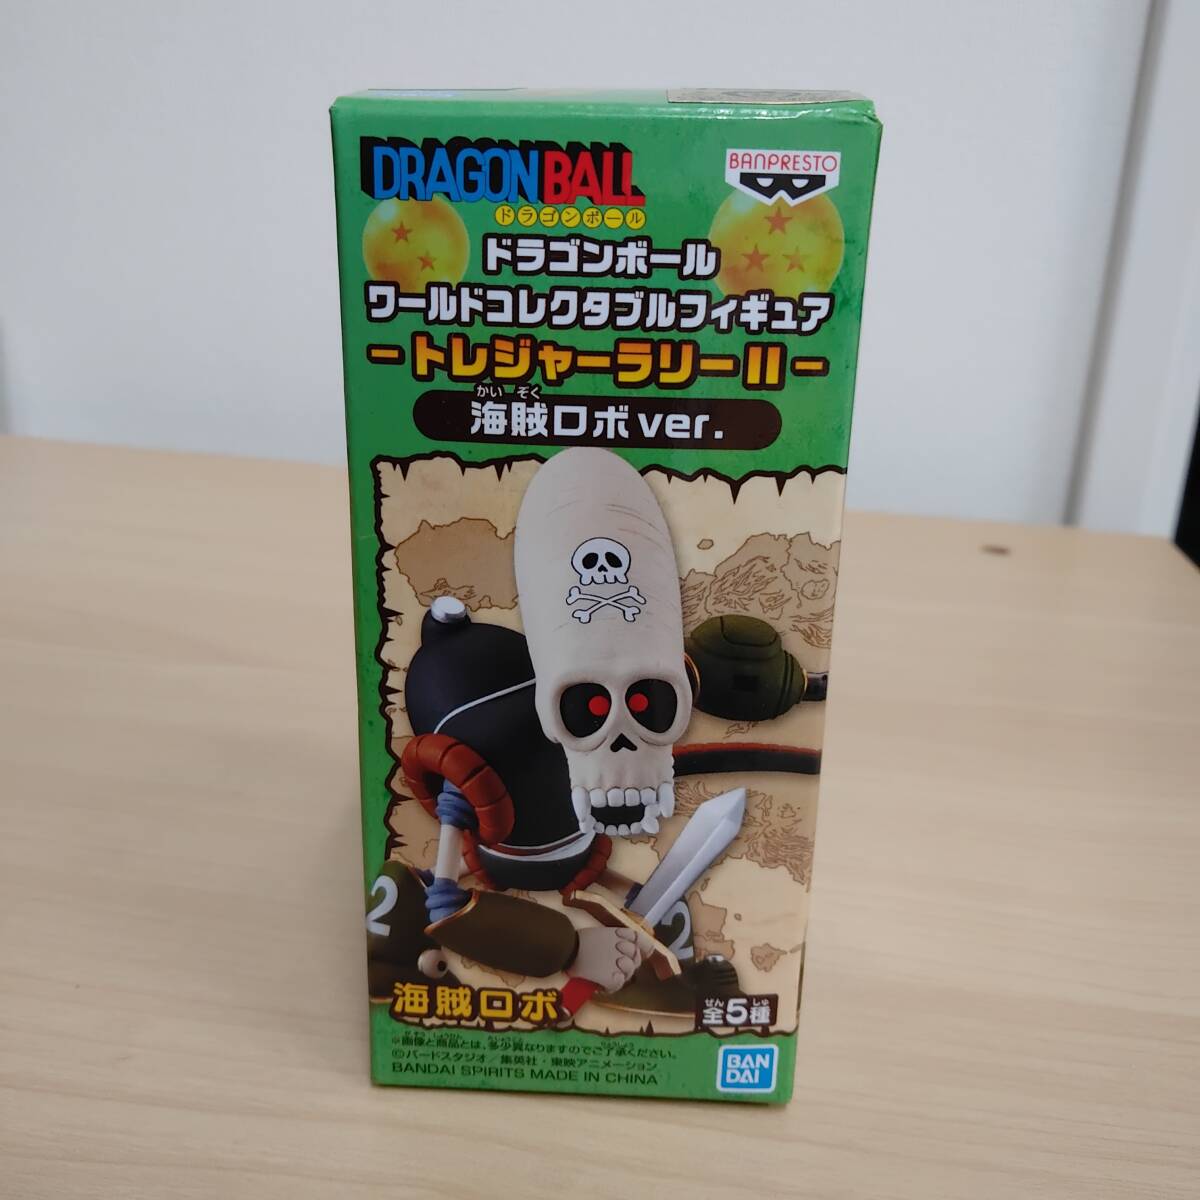 DRAGON BALL
ドラゴンボール
BANPRESTO
ドラゴンボール
ワールドコレクタブルフィギュア
-トレジャーラリーII-
かいぞく
海賊ロボver.
2
2
海賊ロボ
ぜん しゅ
全5種
※画像と商品とは、多少異なりますのでご了承ください。
©バードスタジオ／集英社・東映アニメーション
BANDAI SPIRITS MADE IN CHINA
BAN
DAI